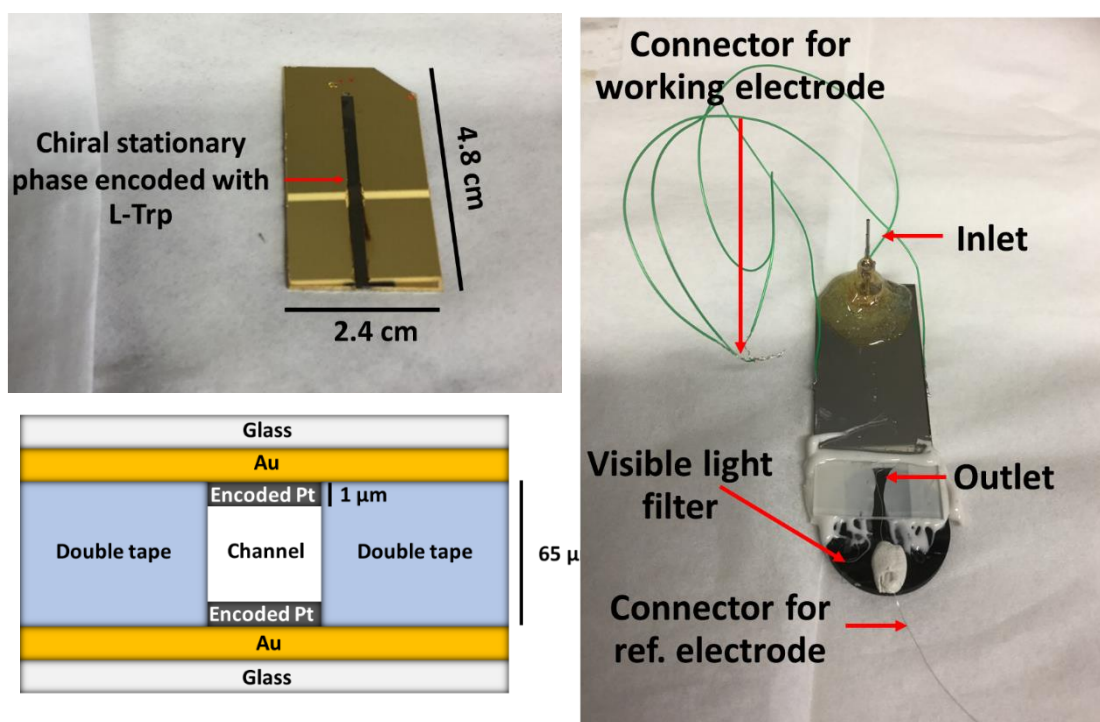 Chiral stationary
phase encoded with
L-Trp
4.8 cm
2.4 cm
Glass
Au
Encoded Pt
1 μm
Double tape
Channel
Double tape
65 μ
Encoded Pt
Au
Glass
Connector for
working electrode
Inlet
Visible light
filter
Outlet
Connector for
ref. electrode